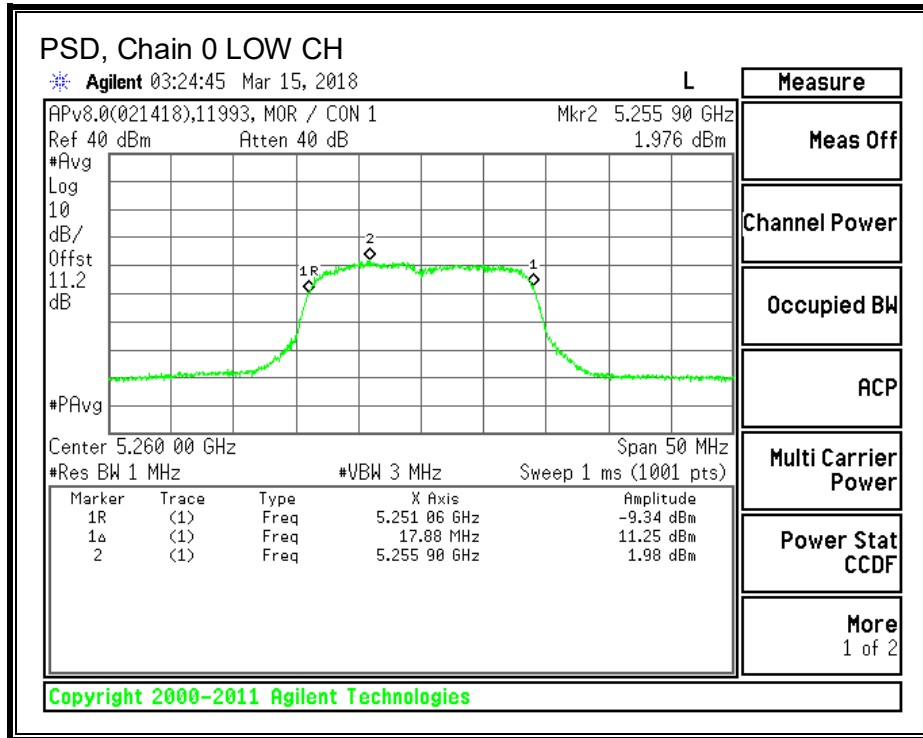 PSD, Chain 0 LOW CH
Agilent 03:24:45 Mar 15, 2018 L
APv8.0(021418),11993, MOR / CON 1 Mkr2 5.255 90 GHz
Ref 40 dBm Atten 40 dB 1.976 dBm
#Avg
Log
10
dB/
Offst
11.2
dB
#PAvg
1R
2
1
Center 5.260 00 GHz Span 50 MHz
#Res BW 1 MHz #VBW 3 MHz Sweep 1 ms (1001 pts)
Marker Trace Type X Axis Amplitude
1R (1) Freq 5.251 06 GHz -9.34 dBm
1Δ (1) Freq 17.88 MHz 11.25 dBm
2 (1) Freq 5.255 90 GHz 1.98 dBm
Measure
Meas Off
Channel Power
Occupied BW
ACP
Multi Carrier
Power
Power Stat
CCDF
More
1 of 2
Copyright 2000-2011 Agilent Technologies